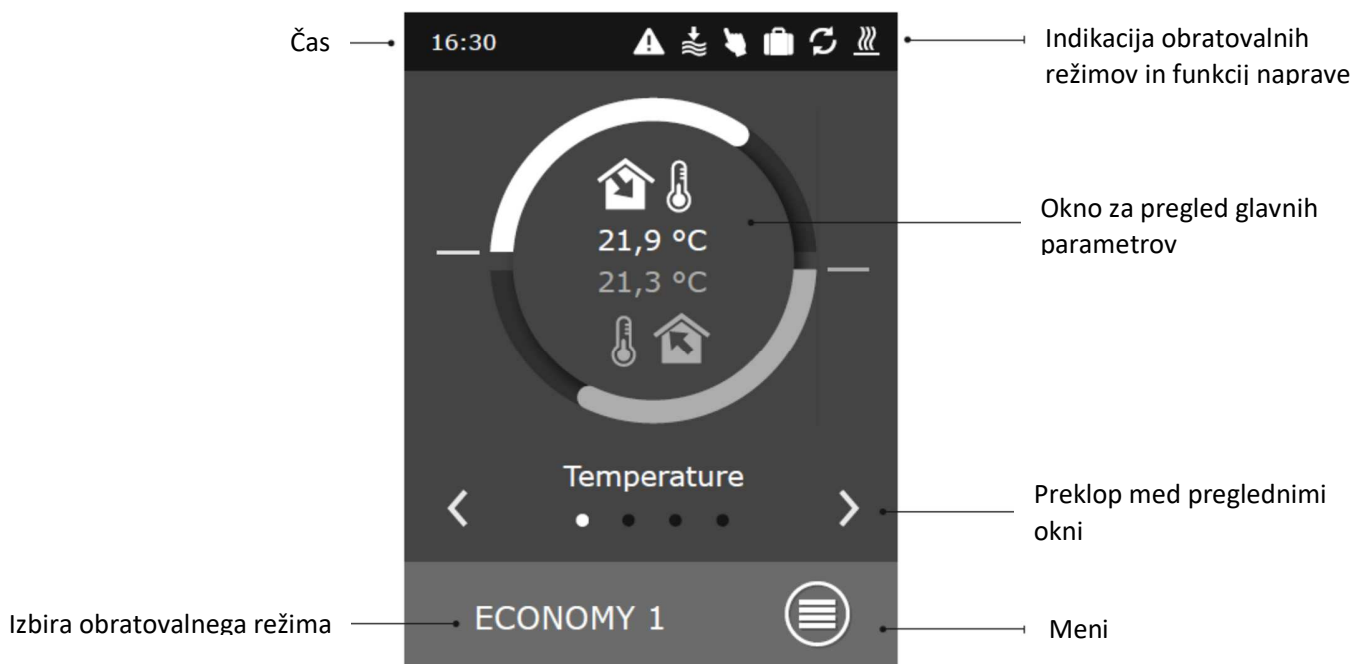 Čas
16:30
Indikacija obratovalnih
režimov in funkcij naprave
21,9 °C
21,3 °C
Okno za pregled glavnih
parametrov
Temperature
Preklop med preglednimi
okni
Izbira obratovalnega režima
ECONOMY 1
Meni